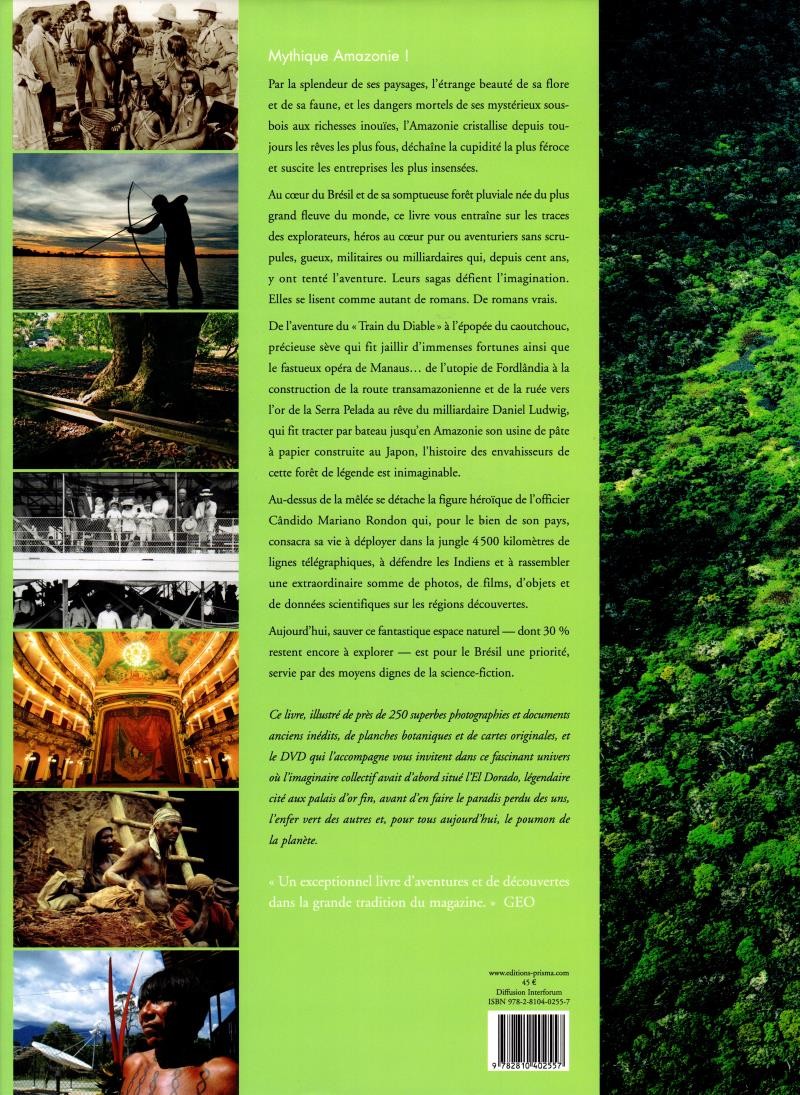 Mythique Amazonie !
Par la splendeur de ses paysages, l'étrange beauté de sa flore
et de sa faune, et les dangers mortels de ses mystérieux sous-
bois aux richesses inouïes, l'Amazonie cristallise depuis tou-
jours les rêves les plus fous, déchaîne la cupidité la plus féroce
et suscite les entreprises les plus insensées.
Au cœur du Brésil et de sa somptueuse forêt pluviale née du plus
grand fleuve du monde, ce livre vous entraîne sur les traces
des explorateurs, héros au cœur pur ou aventuriers sans scru-
pules, gueux, militaires ou milliardaires qui, depuis cent ans,
y ont tenté l'aventure. Leurs sagas défient l'imagination.
Elles se lisent comme autant de romans. De romans vrais.
De l'aventure du « Train du Diable » à l'épopée du caoutchouc,
précieuse sève qui fit jaillir d'immenses fortunes ainsi que
le fastueux opéra de Manaus… de l'utopie de Fordlândia à la
construction de la route transamazonienne et de la ruée vers
l'or de la Serra Pelada au rêve du milliardaire Daniel Ludwig,
qui fit tracter par bateau jusqu'en Amazonie son usine de pâte
à papier construite au Japon, l'histoire des envahisseurs de
cette forêt de légende est inimaginable.
Au-dessus de la mêlée se détache la figure héroïque de l'officier
Cândido Mariano Rondon qui, pour le bien de son pays,
consacra sa vie à déployer dans la jungle 4 500 kilomètres de
lignes télégraphiques, à défendre les Indiens et à rassembler
une extraordinaire somme de photos, de films, d'objets et
de données scientifiques sur les régions découvertes.
Aujourd'hui, sauver ce fantastique espace naturel — dont 30 %
restent encore à explorer — est pour le Brésil une priorité,
servie par des moyens dignes de la science-fiction.
Ce livre, illustré de près de 250 superbes photographies et documents
anciens inédits, de planches botaniques et de cartes originales, et
le DVD qui l'accompagne vous invitent dans ce fascinant univers
où l'imaginaire collectif avait d'abord situé l'El Dorado, légendaire
cité aux palais d'or fin, avant d'en faire le paradis perdu des uns,
l'enfer vert des autres et, pour tous aujourd'hui, le poumon de
la planète.
« Un exceptionnel livre d'aventures et de découvertes
dans la grande tradition du magazine. » GEO
www.editions-prisma.com
45 €
Diffusion Interforum
ISBN 978-2-8104-0255-7
9 782810 402557